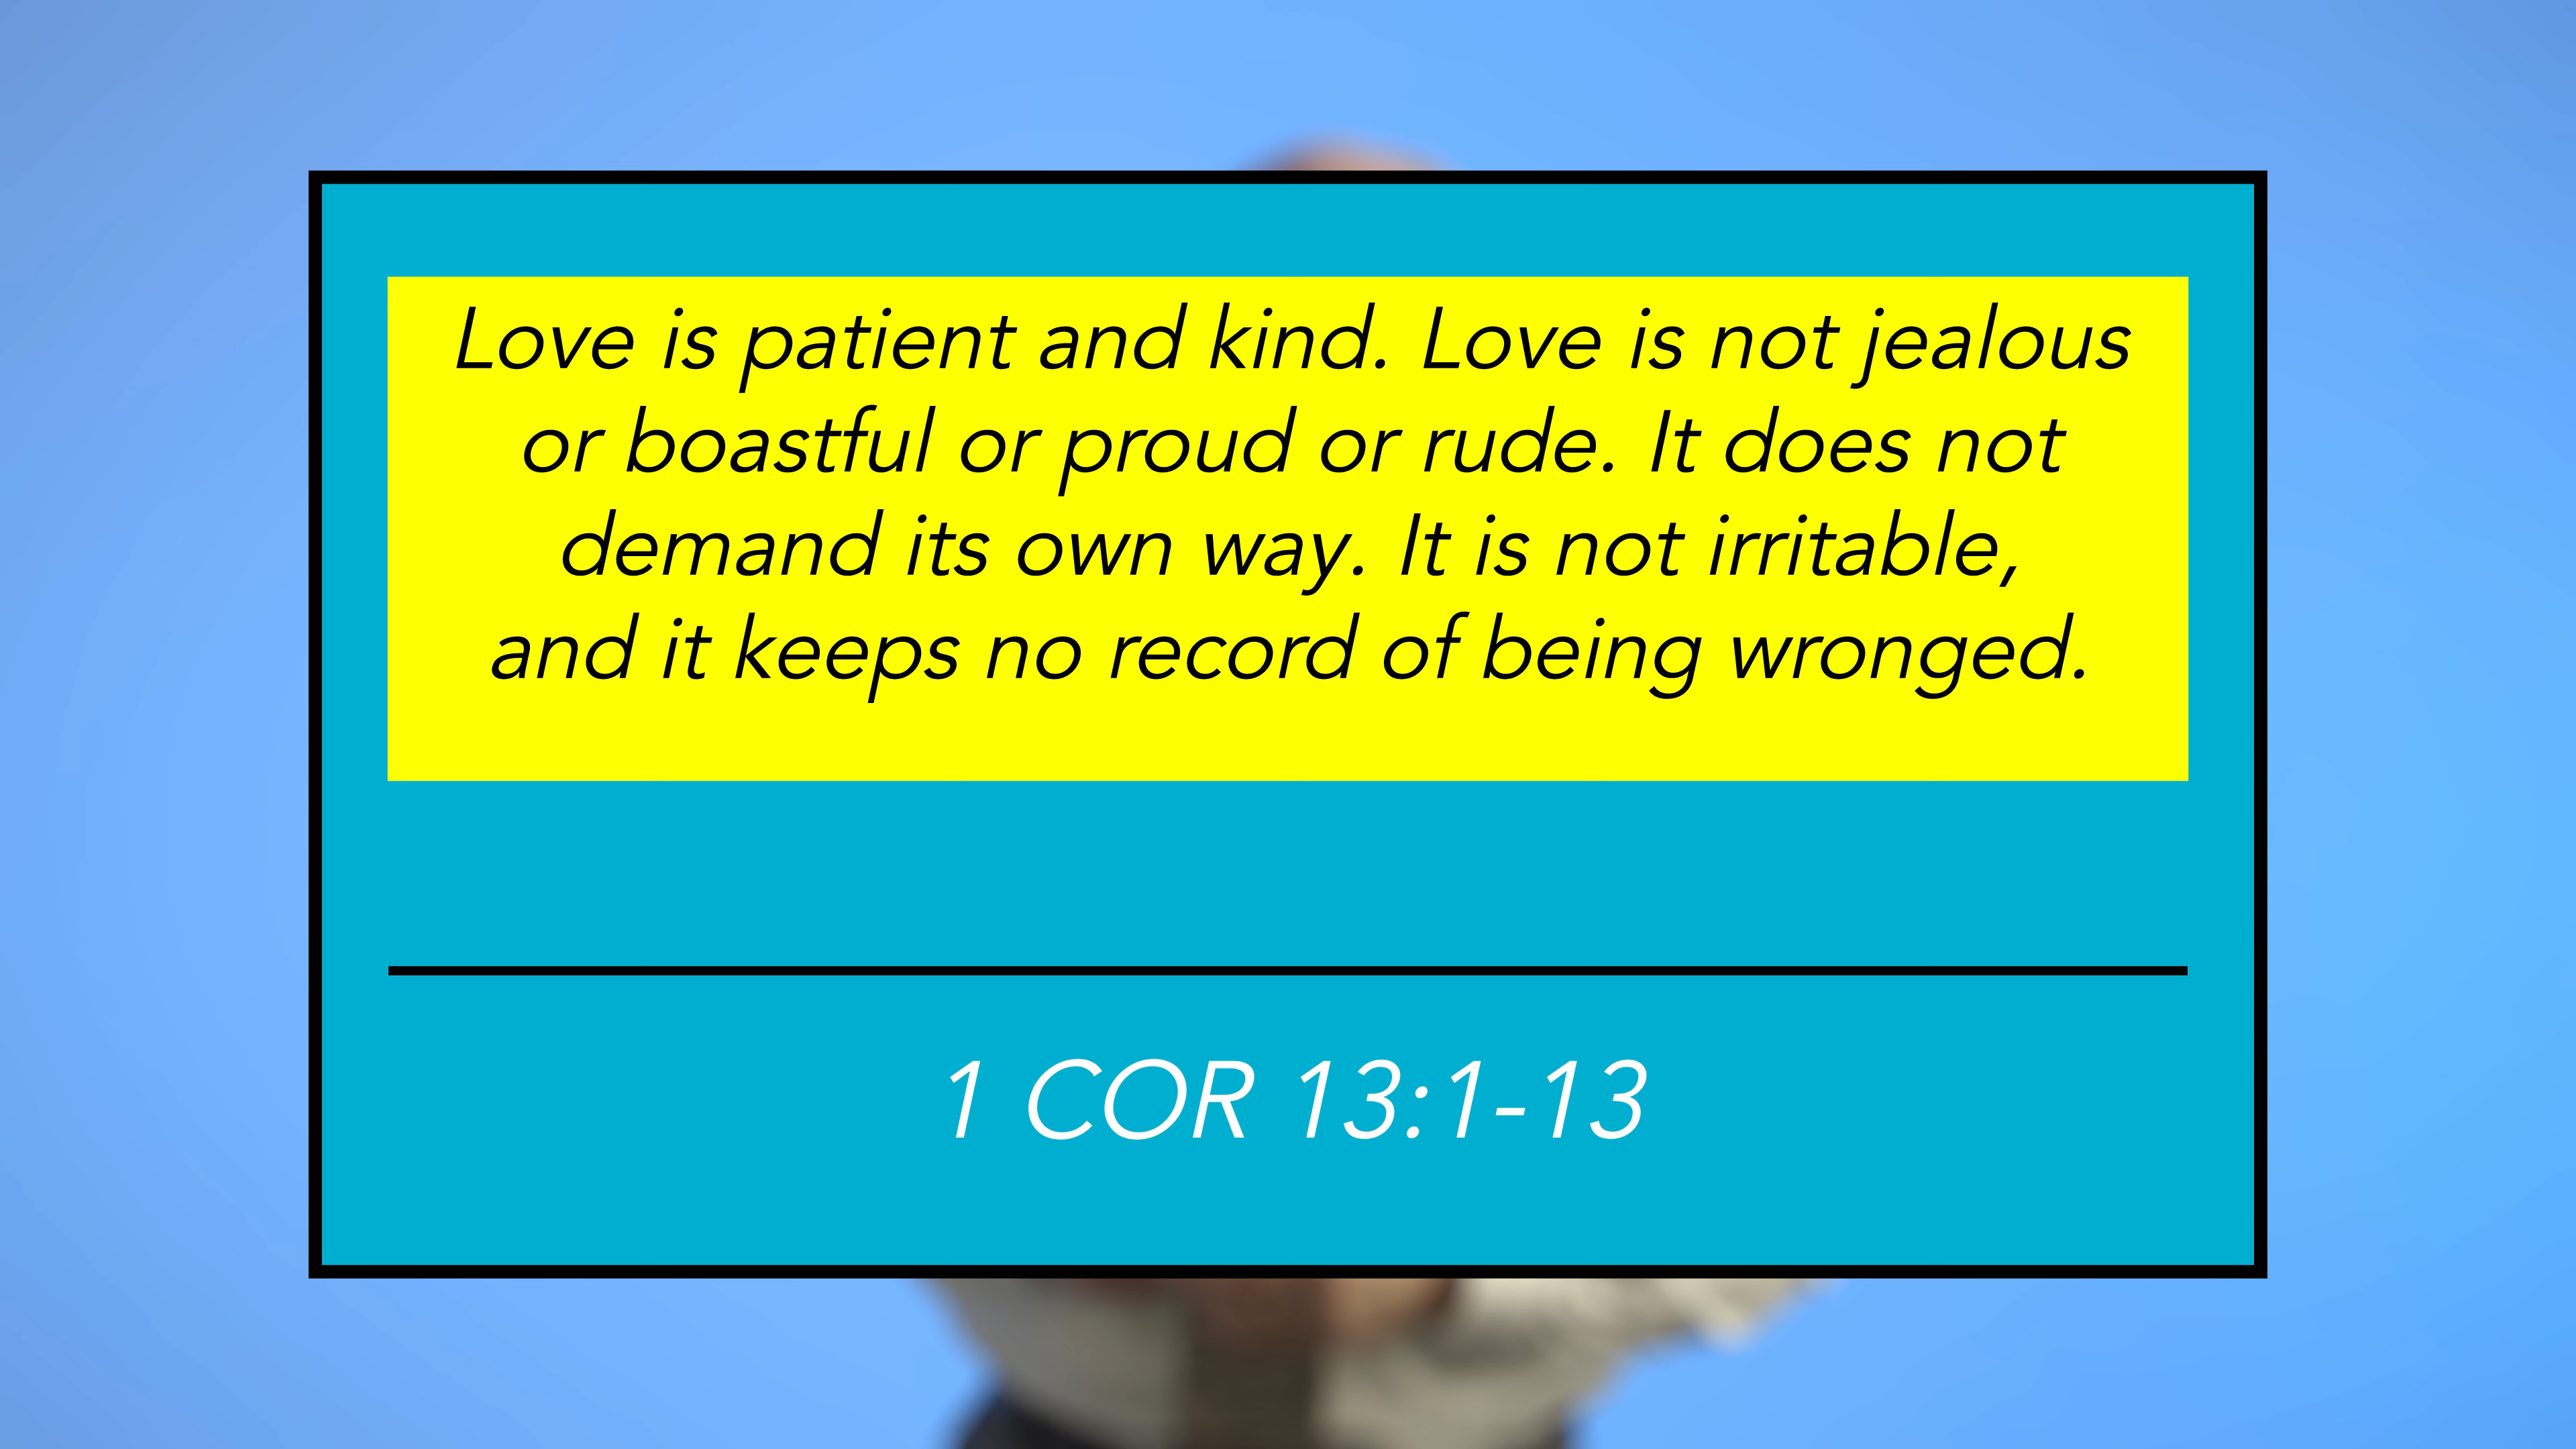 Love is patient and kind. Love is not jealous
or boastful or proud or rude. It does not
demand its own way. It is not irritable,
and it keeps no record of being wronged.
1 COR 13:1-13